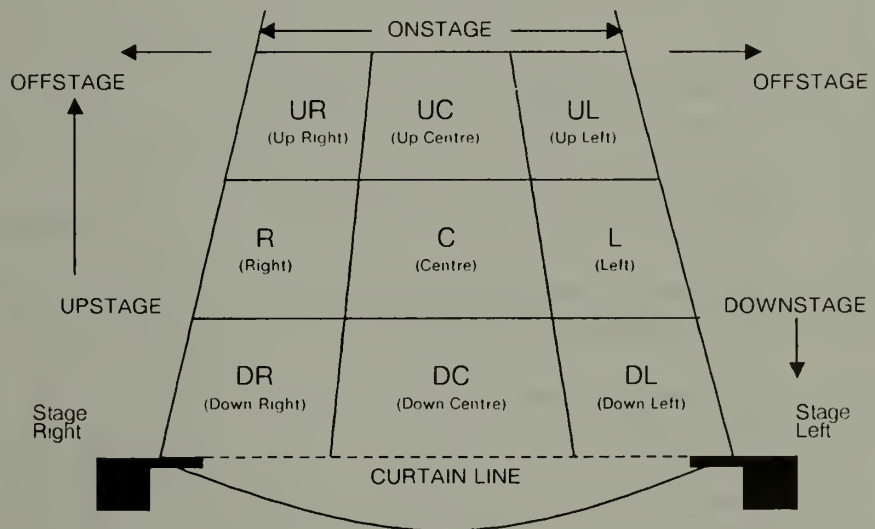 ONSTAGE
OFFSTAGE
OFFSTAGE
UR
(Up Right)
UC
(Up Centre)
UL
(Up Left)
R
(Right)
C
(Centre)
L
(Left)
UPSTAGE
DOWNSTAGE
DR
(Down Right)
DC
(Down Centre)
DL
(Down Left)
Stage
Right
Stage
Left
CURTAIN LINE